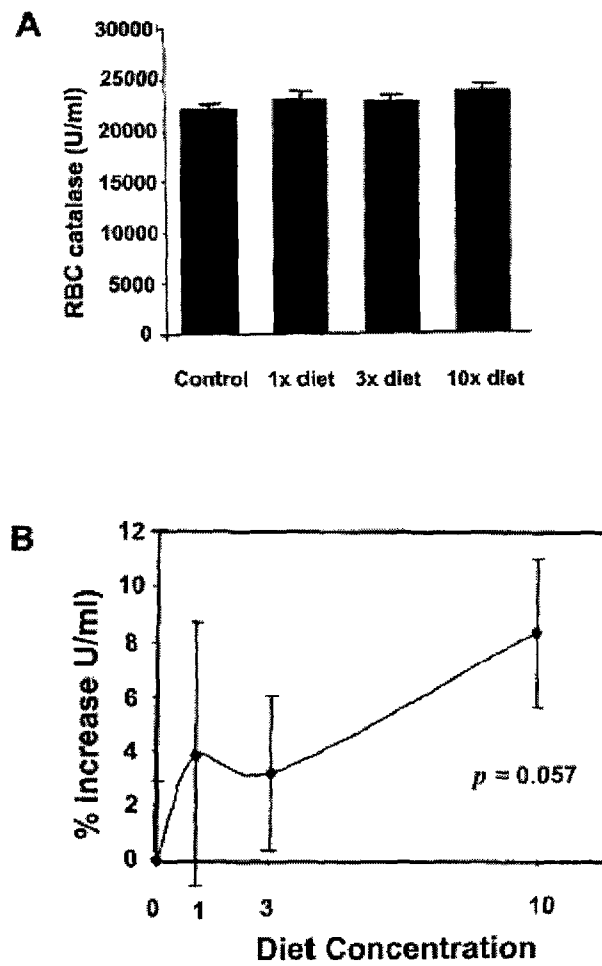 A
RBC catalase (U/ml)
30000
25000
20000
15000
10000
5000
0
Control 1x diet 3x diet 10x diet
B
% Increase U/ml)
12
10
8
6
4
2
0
p = 0.057
0 1 3 10
Diet Concentration